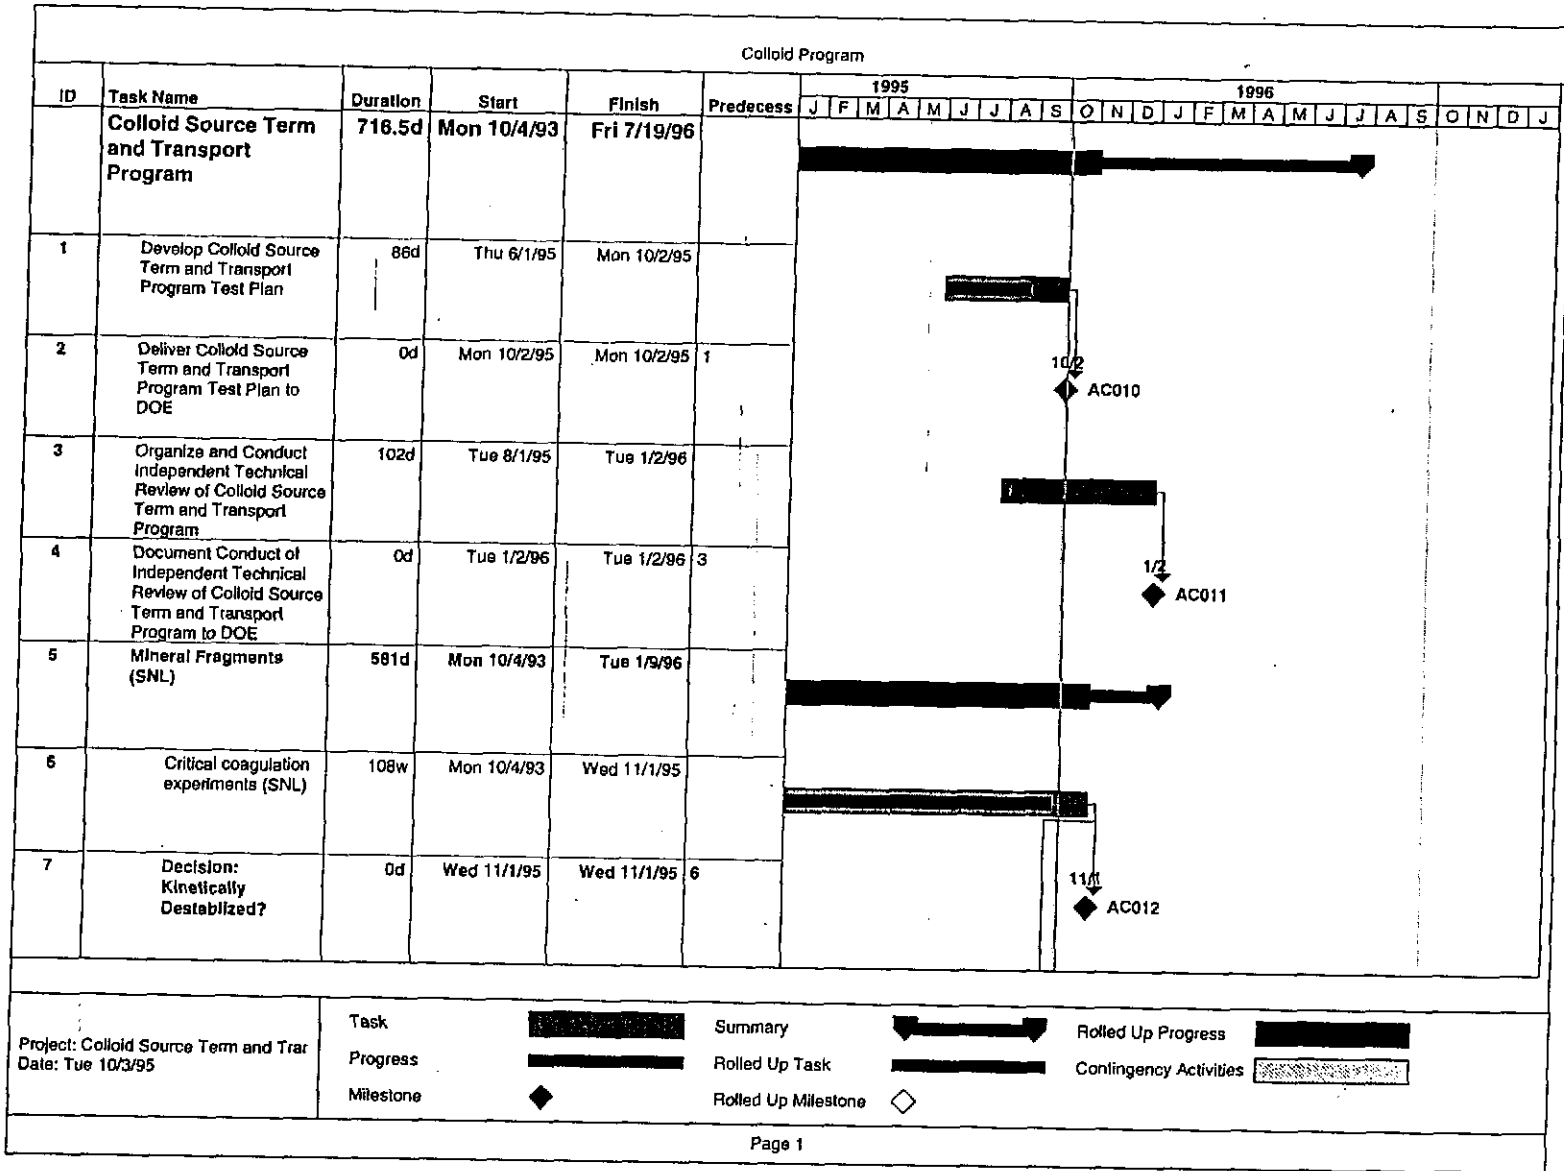 Colloid Program
ID Task Name Duration Start Finish Predecess 1995 1996
J F M A M J J A S O N D J F M A M J J A S O N D J
Colloid Source Term 716.5d Mon 10/4/93 Fri 7/19/96
and Transport
Program
1 Develop Colloid Source 86d Thu 6/1/95 Mon 10/2/95
Term and Transport
Program Test Plan
2 Deliver Colloid Source 0d Mon 10/2/95 Mon 10/2/95 1
Term and Transport
Program Test Plan to
DOE
10/2
AC010
3 Organize and Conduct 102d Tue 8/1/95 Tue 1/2/96
Independent Technical
Review of Colloid Source
Term and Transport
Program
4 Document Conduct of 0d Tue 1/2/96 Tue 1/2/96 3
Independent Technical
Review of Colloid Source
Term and Transport
Program to DOE
1/2
AC011
5 Mineral Fragments 581d Mon 10/4/93 Tue 1/9/96
(SNL)
6 Critical coagulation 108w Mon 10/4/93 Wed 11/1/95
experiments (SNL)
7 Decision: 0d Wed 11/1/95 Wed 11/1/95 6
Kinetically
Destablized?
11/1
AC012
Project: Colloid Source Term and Trar
Date: Tue 10/3/95
Task Summary Rolled Up Progress
Progress Rolled Up Task Contingency Activities
Milestone Rolled Up Milestone
Page 1